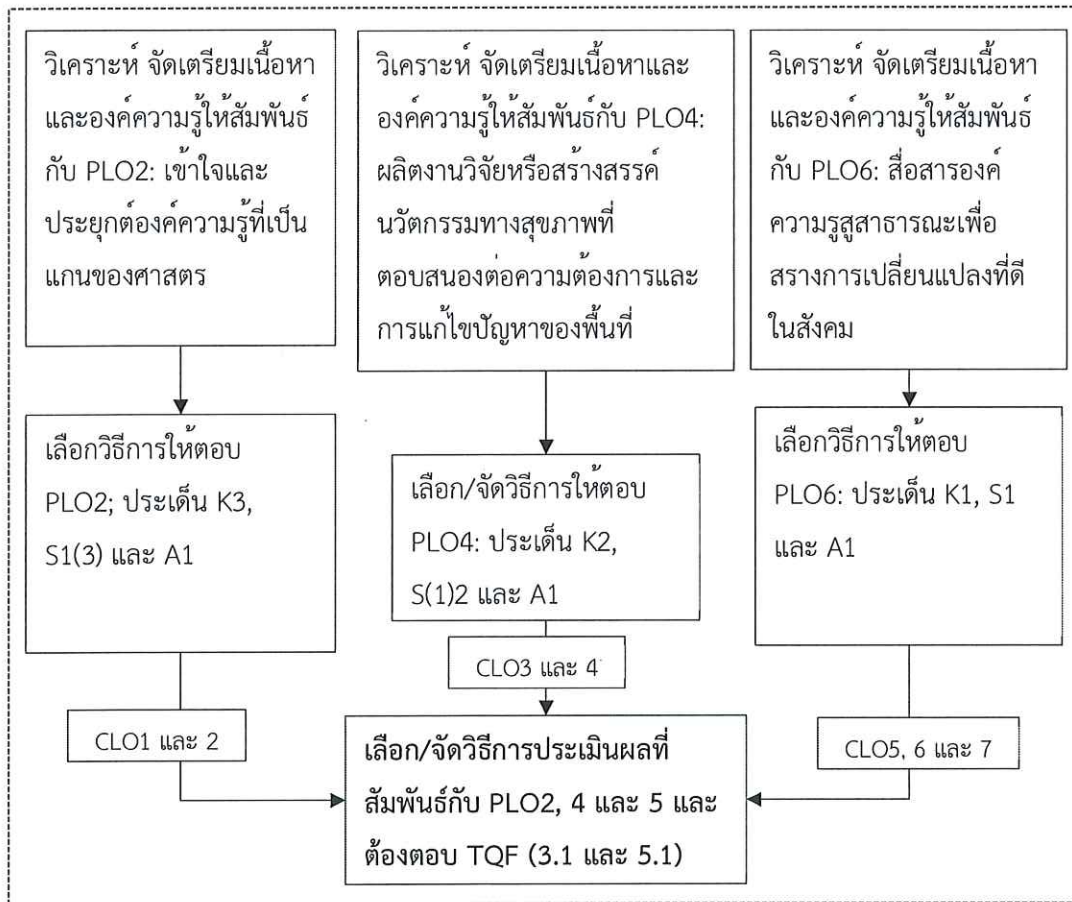 วิเคราะห์ จัดเตรียมเนื้อหา
และองค์ความรู้ให้สัมพันธ์
กับ PLO2: เข้าใจและ
ประยุกต์องค์ความรู้ที่เป็น
แกนของศาสตร
วิเคราะห์ จัดเตรียมเนื้อหาและ
องค์ความรู้ให้สัมพันธ์กับ PLO4:
ผลิตงานวิจัยหรือสร้างสรรค์
นวัตกรรมทางสุขภาพที่
ตอบสนองต่อความต้องการและ
การแก้ไขปัญหาของพื้นที่
วิเคราะห์ จัดเตรียมเนื้อหา
และองค์ความรู้ให้สัมพันธ์
กับ PLO6: สื่อสารองค์
ความรูสูสาธารณะเพื่อ
สรางการเปลี่ยนแปลงที่ดี
ในสังคม
เลือกวิธีการให้ตอบ
PLO2; ประเด็น K3,
S1(3) และ A1
เลือก/จัดวิธีการให้ตอบ
PLO4: ประเด็น K2,
S(1)2 และ A1
เลือกวิธีการให้ตอบ
PLO6: ประเด็น K1, S1
และ A1
CLO1 และ 2
CLO3 และ 4
CLO5, 6 และ 7
เลือก/จัดวิธีการประเมินผลที่
สัมพันธ์กับ PLO2, 4 และ 5 และ
ต้องตอบ TQF (3.1 และ 5.1)